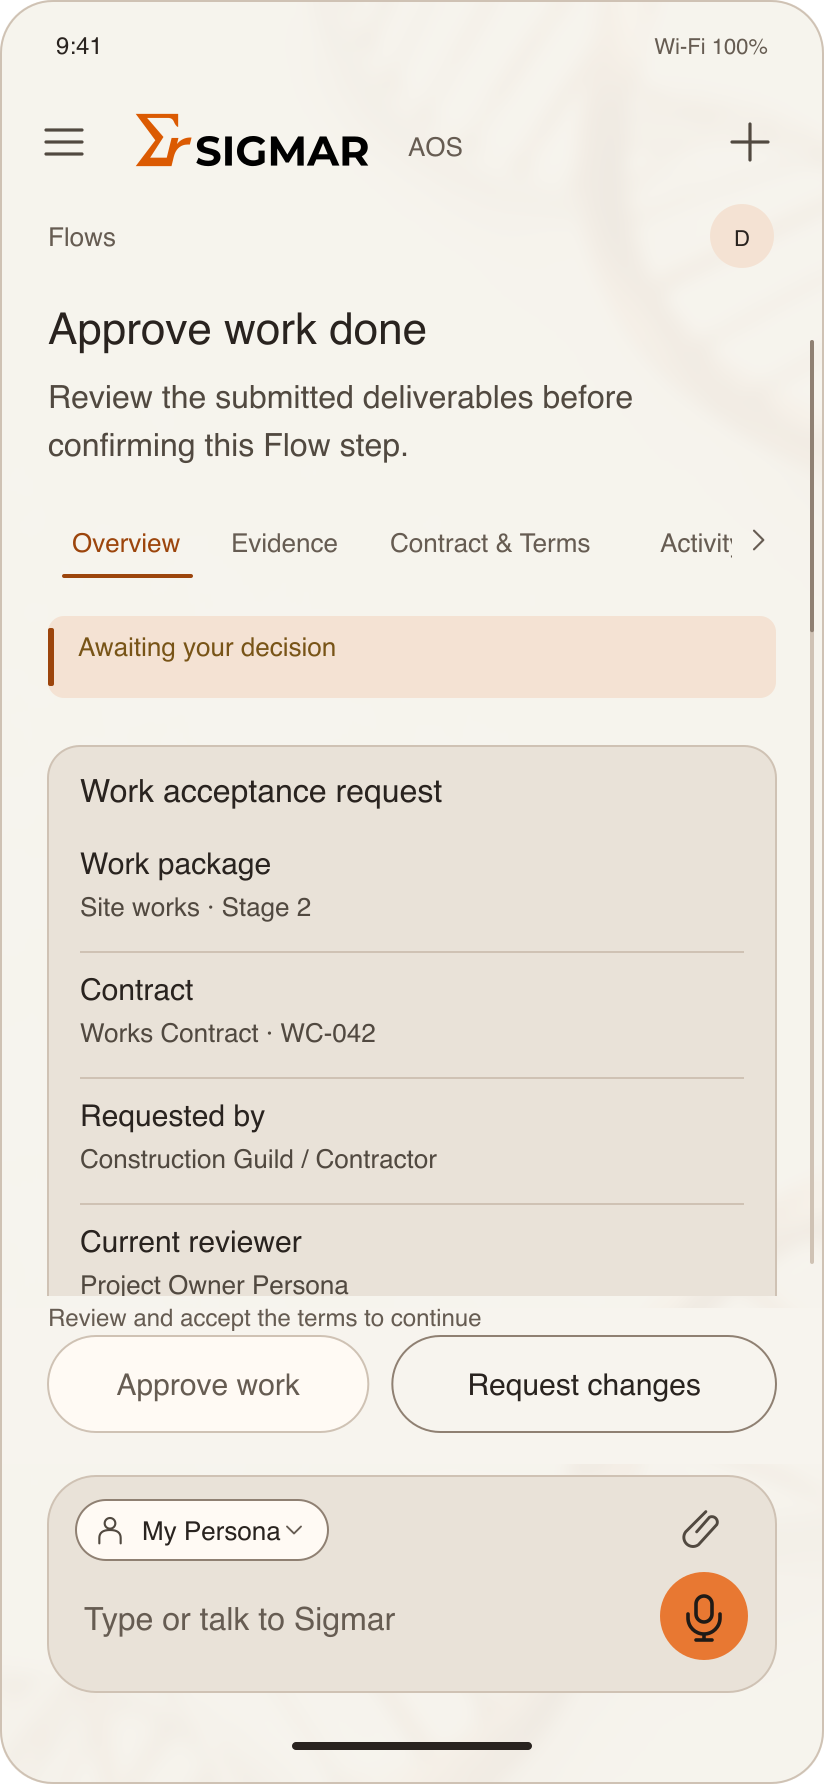 9:41
Wi-Fi 100%
Σr SIGMAR AOS
Flows
D
Approve work done
Review the submitted deliverables before
confirming this Flow step.
Overview Evidence Contract & Terms Activity
Awaiting your decision
Work acceptance request
Work package
Site works · Stage 2
Contract
Works Contract · WC-042
Requested by
Construction Guild / Contractor
Current reviewer
Project Owner Persona
Review and accept the terms to continue
Approve work
Request changes
My Persona
Type or talk to Sigmar